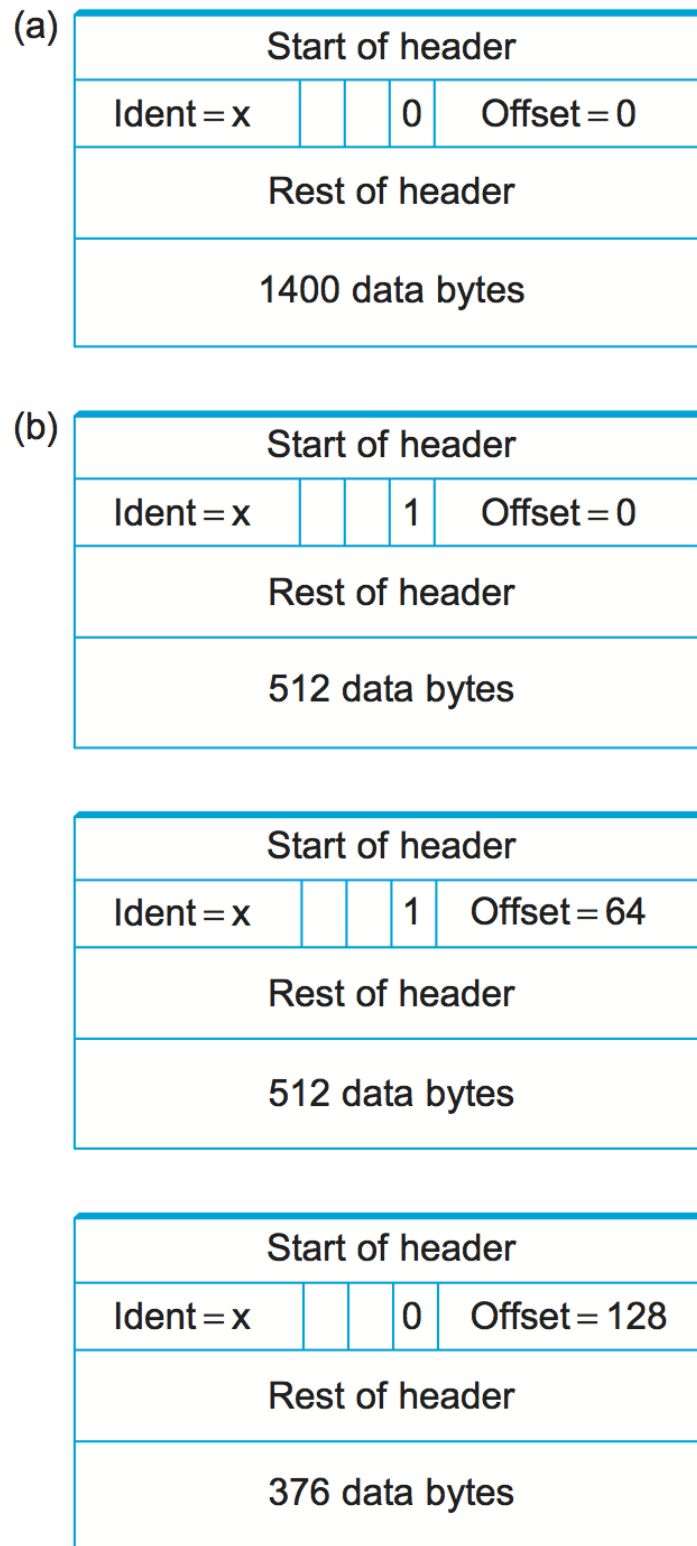 (a)
Start of header
Ident = x 0 Offset = 0
Rest of header
1400 data bytes
(b)
Start of header
Ident = x 1 Offset = 0
Rest of header
512 data bytes
Start of header
Ident = x 1 Offset = 64
Rest of header
512 data bytes
Start of header
Ident = x 0 Offset = 128
Rest of header
376 data bytes